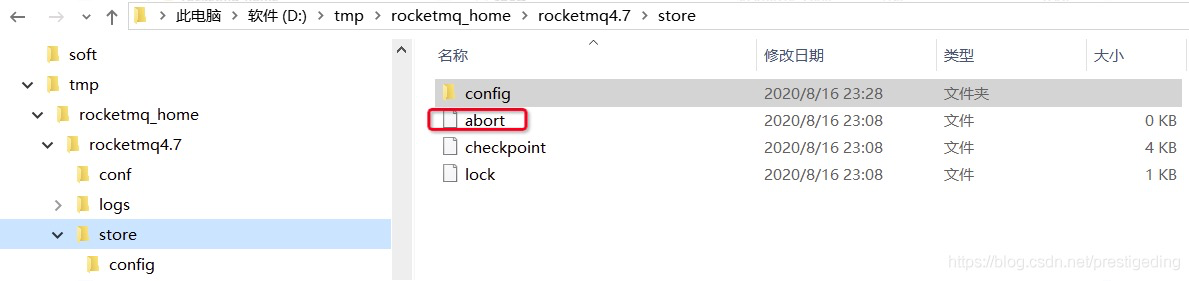 此电脑 > 软件 (D:) > tmp > rocketmq_home > rocketmq4.7 > store
soft
tmp
rocketmq_home
rocketmq4.7
conf
logs
store
config
名称 修改日期 类型 大小
config 2020/8/16 23:28 文件夹
abort 2020/8/16 23:08 文件 0 KB
checkpoint 2020/8/16 23:08 文件 4 KB
lock 2020/8/16 23:08 文件 1 KB
https://blog.csdn.net/prestigeding